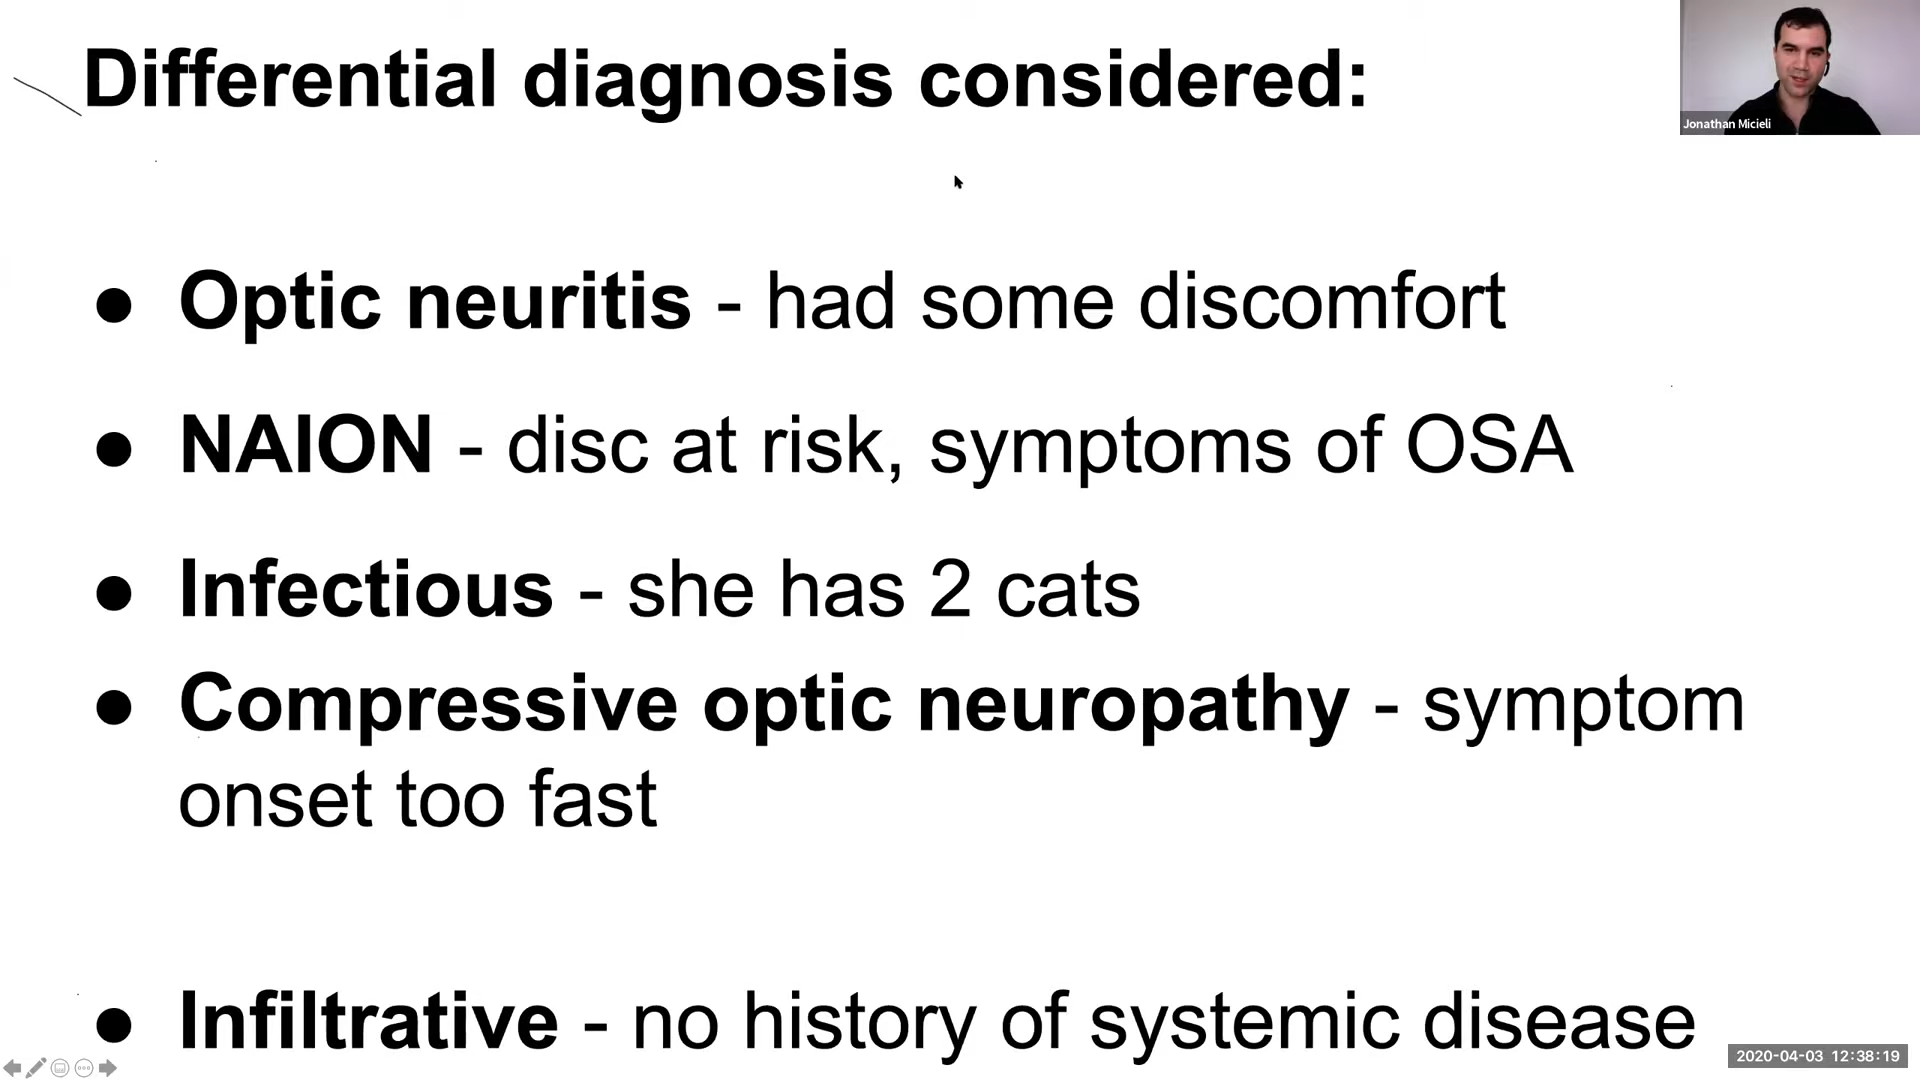 Differential diagnosis considered:
Jonathan Micieli
● Optic neuritis - had some discomfort
● NAION - disc at risk, symptoms of OSA
● Infectious - she has 2 cats
● Compressive optic neuropathy - symptom
onset too fast
● Infiltrative - no history of systemic disease
2020-04-03 12:38:19